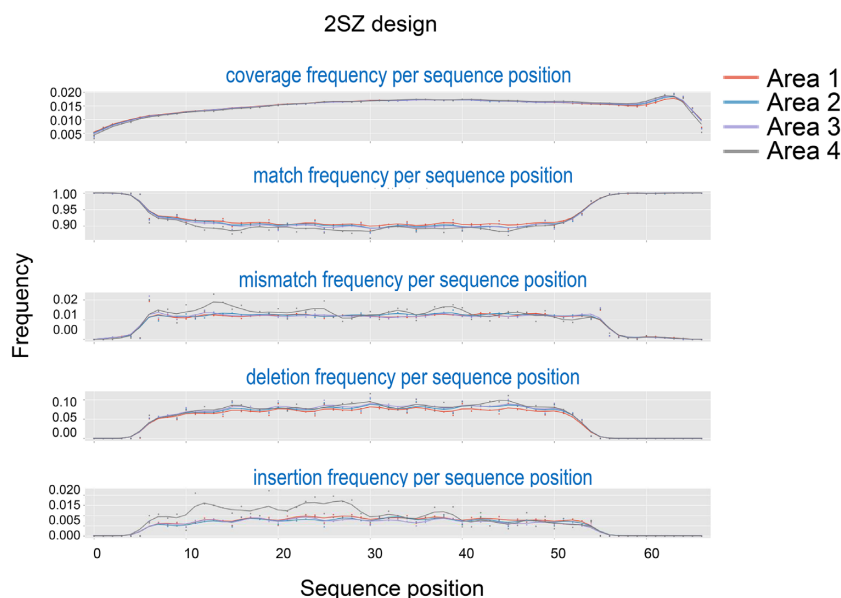 2SZ design
coverage frequency per sequence position
0.020
0.015
0.010
0.005
Area 1
Area 2
Area 3
Area 4
match frequency per sequence position
1.00
0.95
0.90
Frequency
mismatch frequency per sequence position
0.02
0.01
0.00
deletion frequency per sequence position
0.10
0.05
0.00
insertion frequency per sequence position
0.020
0.015
0.005
0.000
0 10 20 30 40 50 60
Sequence position